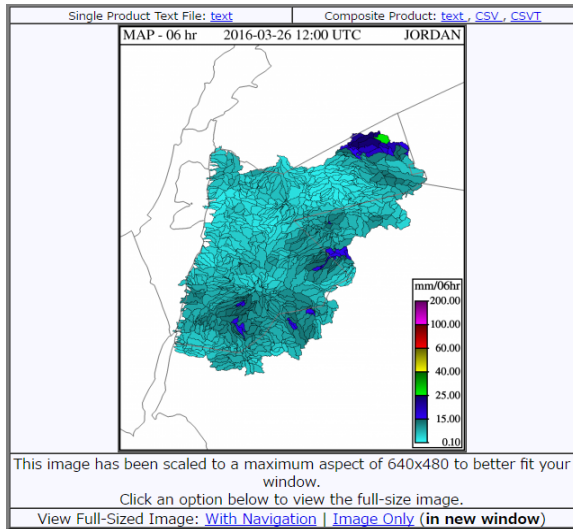 Single Product Text File: text
Composite Product: text , CSV , CSVT
MAP - 06 hr 2016-03-26 12:00 UTC JORDAN
mm/06hr
200.00
100.00
60.00
40.00
25.00
15.00
0.10
This image has been scaled to a maximum aspect of 640x480 to better fit your
window.
Click an option below to view the full-size image.
View Full-Sized Image: With Navigation | Image Only (in new window)